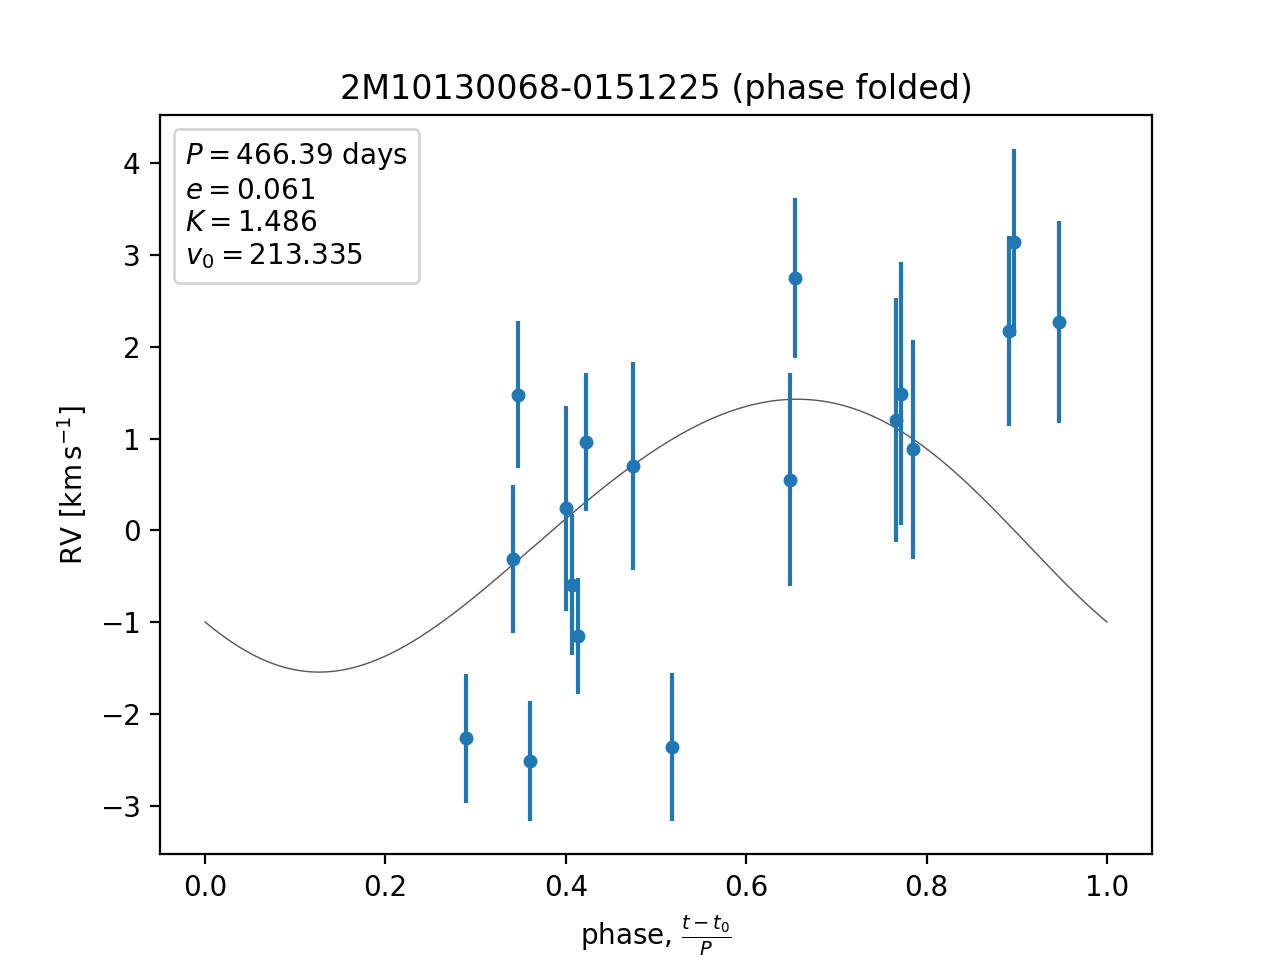 2M10130068-0151225 (phase folded)
P = 466.39 days
e = 0.061
K = 1.486
v₀ = 213.335
4
3
2
1
0
−1
−2
−3
RV [km s⁻¹]
0.0 0.2 0.4 0.6 0.8 1.0
phase, (t − t₀)/P